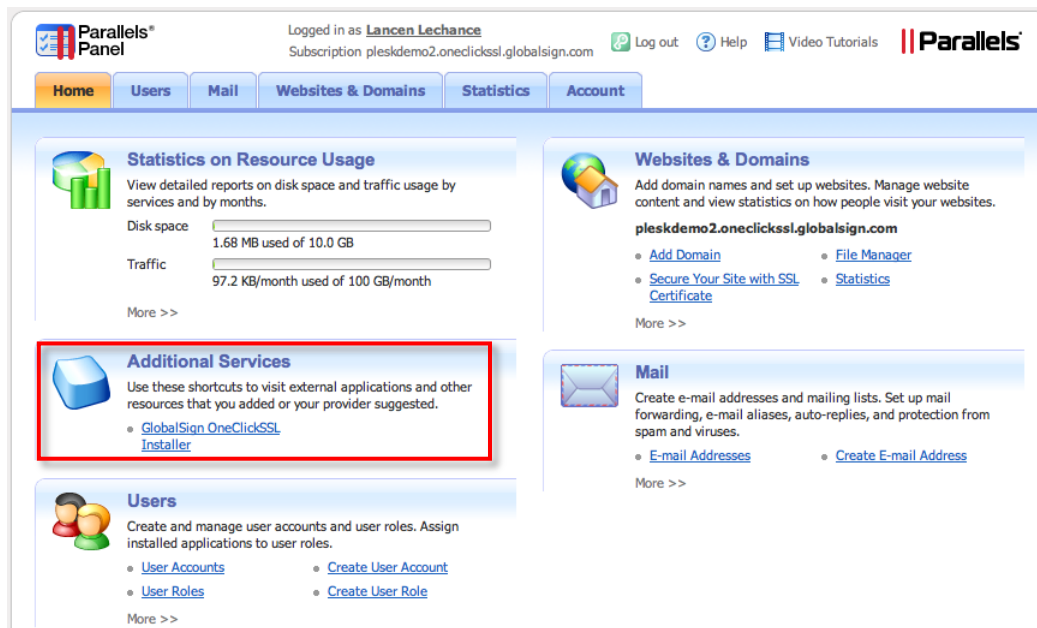 Parallels®
Panel
Logged in as Lancen Lechance
Subscription pleskdemo2.oneclickssl.globalsign.com
Log out
Help
Video Tutorials
Parallels®
Home
Users
Mail
Websites & Domains
Statistics
Account
Statistics on Resource Usage
View detailed reports on disk space and traffic usage by
services and by months.
Disk space
1.68 MB used of 10.0 GB
Traffic
97.2 KB/month used of 100 GB/month
More >>
Additional Services
Use these shortcuts to visit external applications and other
resources that you added or your provider suggested.
GlobalSign OneClickSSL
Installer
Users
Create and manage user accounts and user roles. Assign
installed applications to user roles.
User Accounts
Create User Account
User Roles
Create User Role
More >>
Websites & Domains
Add domain names and set up websites. Manage website
content and view statistics on how people visit your websites.
pleskdemo2.oneclickssl.globalsign.com
Add Domain
File Manager
Secure Your Site with SSL
Certificate
Statistics
More >>
Mail
Create e-mail addresses and mailing lists. Set up mail
forwarding, e-mail aliases, auto-replies, and protection from
spam and viruses.
E-mail Addresses
Create E-mail Address
More >>